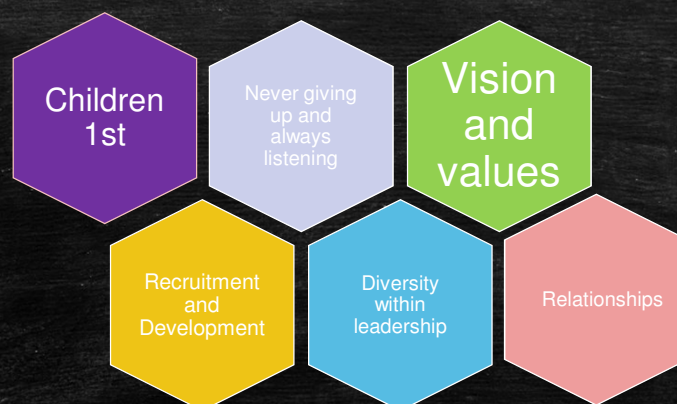 Children
1st
Never giving
up and
always
listening
Vision
and
values
Recruitment
and
Development
Diversity
within
leadership
Relationships